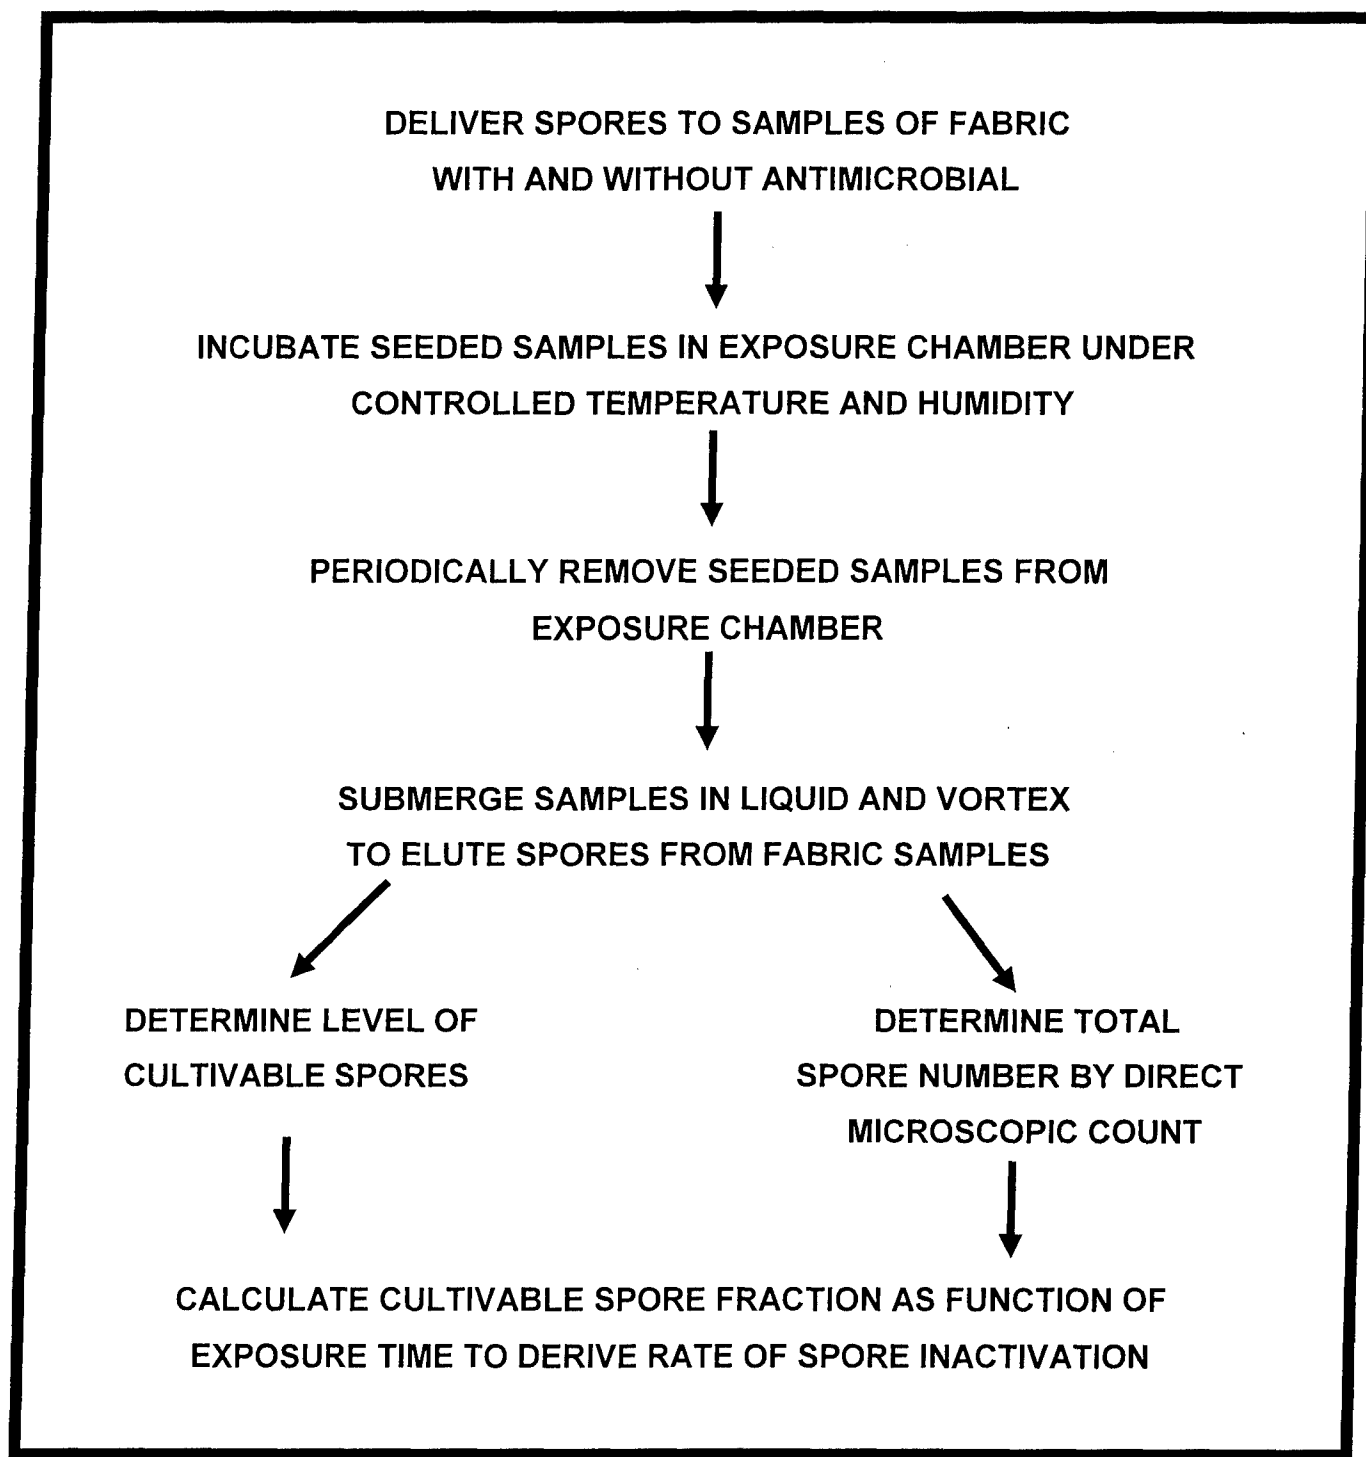 DELIVER SPORES TO SAMPLES OF FABRIC
WITH AND WITHOUT ANTIMICROBIAL
INCUBATE SEEDED SAMPLES IN EXPOSURE CHAMBER UNDER
CONTROLLED TEMPERATURE AND HUMIDITY
PERIODICALLY REMOVE SEEDED SAMPLES FROM
EXPOSURE CHAMBER
SUBMERGE SAMPLES IN LIQUID AND VORTEX
TO ELUTE SPORES FROM FABRIC SAMPLES
DETERMINE LEVEL OF
CULTIVABLE SPORES
DETERMINE TOTAL
SPORE NUMBER BY DIRECT
MICROSCOPIC COUNT
CALCULATE CULTIVABLE SPORE FRACTION AS FUNCTION OF
EXPOSURE TIME TO DERIVE RATE OF SPORE INACTIVATION